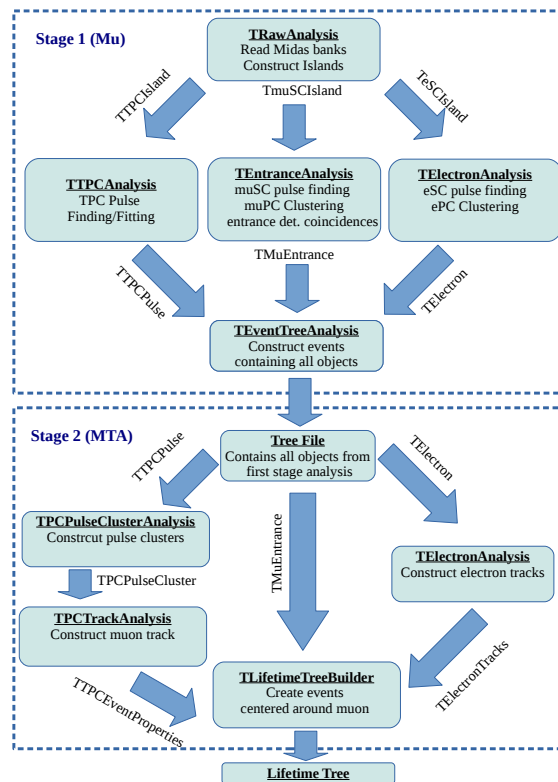 Stage 1 (Mu)
TRawAnalysis
Read Midas banks
Construct Islands
TTPCIsland
TmuSCIsland
TeSCIsland
TTPCAnalysis
TPC Pulse
Finding/Fitting
TEntranceAnalysis
muSC pulse finding
muPC Clustering
entrance det. coincidences
TElectronAnalysis
eSC pulse finding
ePC Clustering
TTPCPulse
TMuEntrance
TElectron
TEventTreeAnalysis
Construct events
containing all objects
Stage 2 (MTA)
Tree File
Contains all objects from
first stage analysis
TTPCPulse
TElectron
TMuEntrance
TPCPulseClusterAnalysis
Constrcut pulse clusters
TPCPulseCluster
TElectronAnalysis
Construct electron tracks
TPCTrackAnalysis
Construct muon track
TTPCEventProperties
TElectronTracks
TLifetimeTreeBuilder
Create events
centered around muon
Lifetime Tree